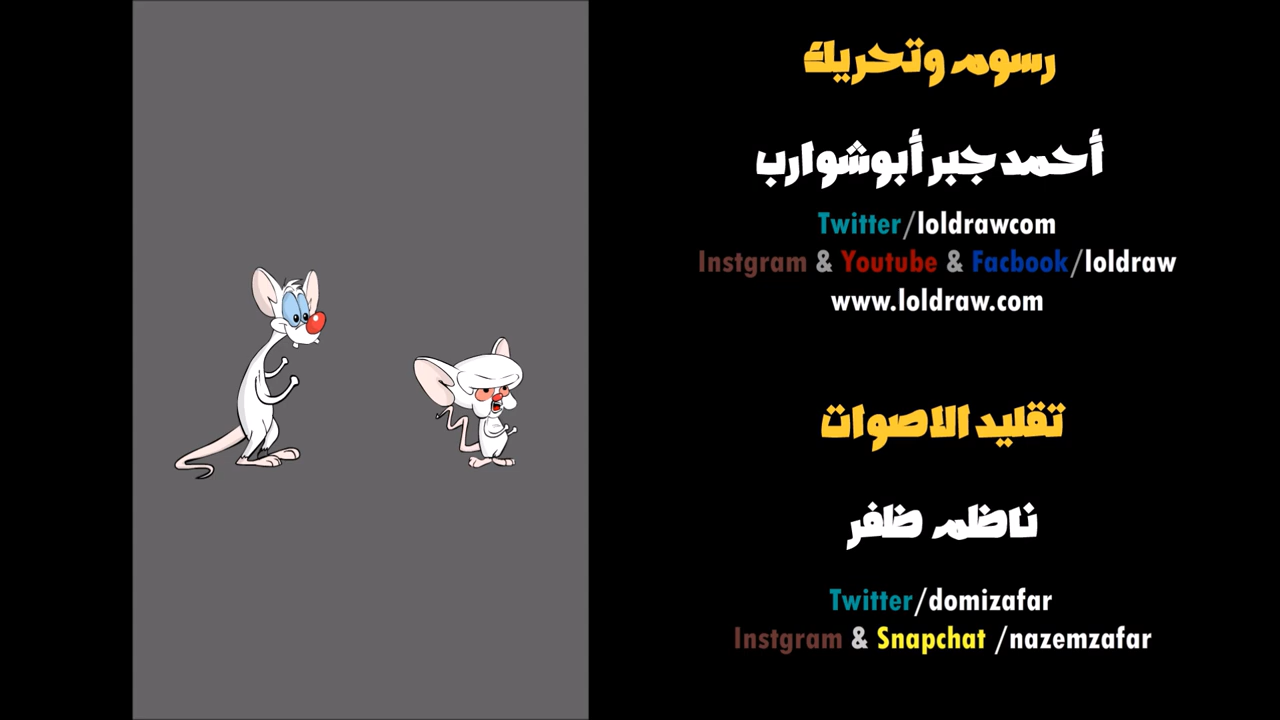 رسوم وتحريك
أحمد جبر أبوشوارب
Twitter/loldrawcom
Instgram & Youtube & Facbook/loldraw
www.loldraw.com
تقليد الاصوات
ناظم ظفر
Twitter/domizafar
Instgram & Snapchat /nazemzafar